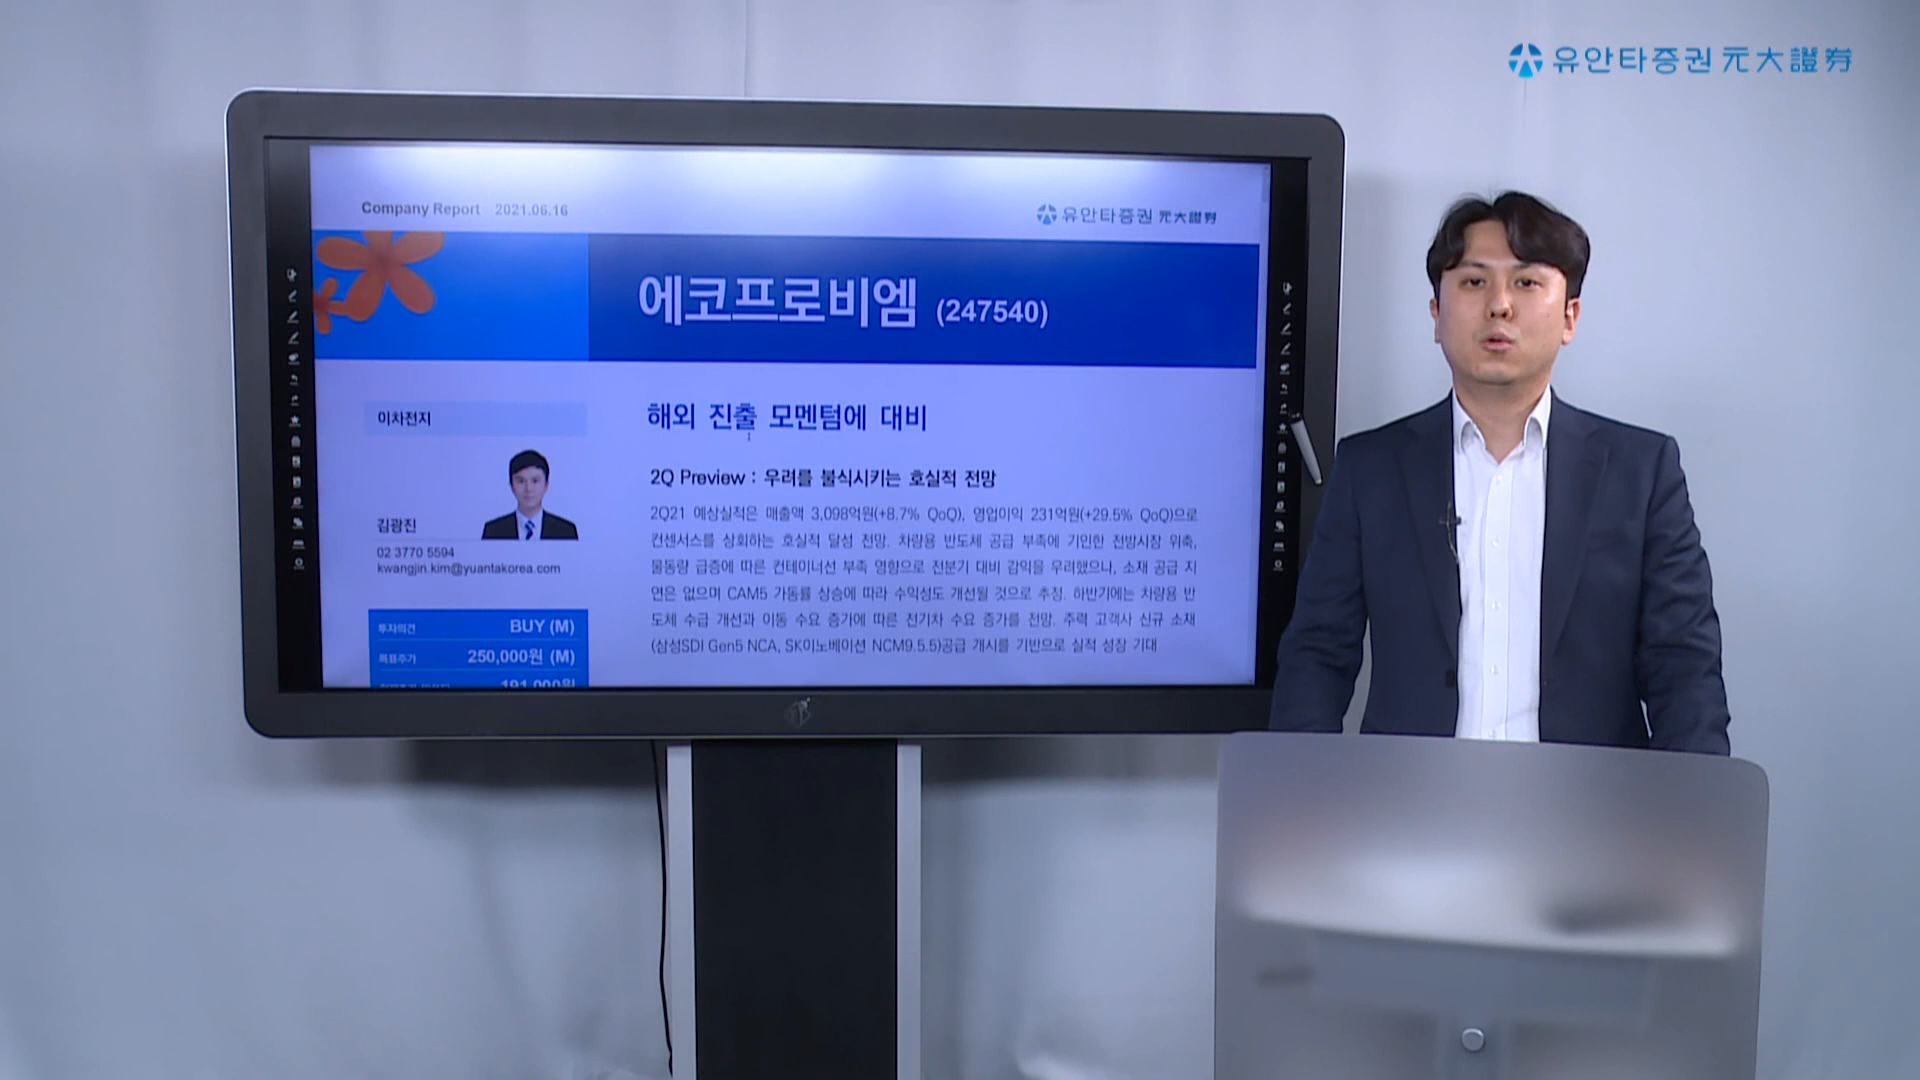 유안타증권 元大證券
Company Report 2021.06.16
유안타증권 元大證券
에코프로비엠 (247540)
이차전지
김광진
02 3770 5594
kwangjin.kim@yuantakorea.com
투자의견 BUY (M)
목표주가 250,000원 (M)
191,000원
해외 진출 모멘텀에 대비
2Q Preview : 우려를 불식시키는 호실적 전망
2Q21 예상실적은 매출액 3,098억원(+8.7% QoQ), 영업이익 231억원(+29.5% QoQ)으로
컨센서스를 상회하는 호실적 달성 전망. 차량용 반도체 공급 부족에 기인한 전방시장 위축,
물동량 급증에 따른 컨테이너선 부족 영향으로 전분기 대비 감익을 우려했으나, 소재 공급 지
연은 없으며 CAM5 가동률 상승에 따라 수익성도 개선될 것으로 추정. 하반기에는 차량용 반
도체 수급 개선과 이동 수요 증가에 따른 전기차 수요 증가를 전망. 주력 고객사 신규 소재
(삼성SDI Gen5 NCA, SK이노베이션 NCM9.5.5)공급 개시를 기반으로 실적 성장 기대